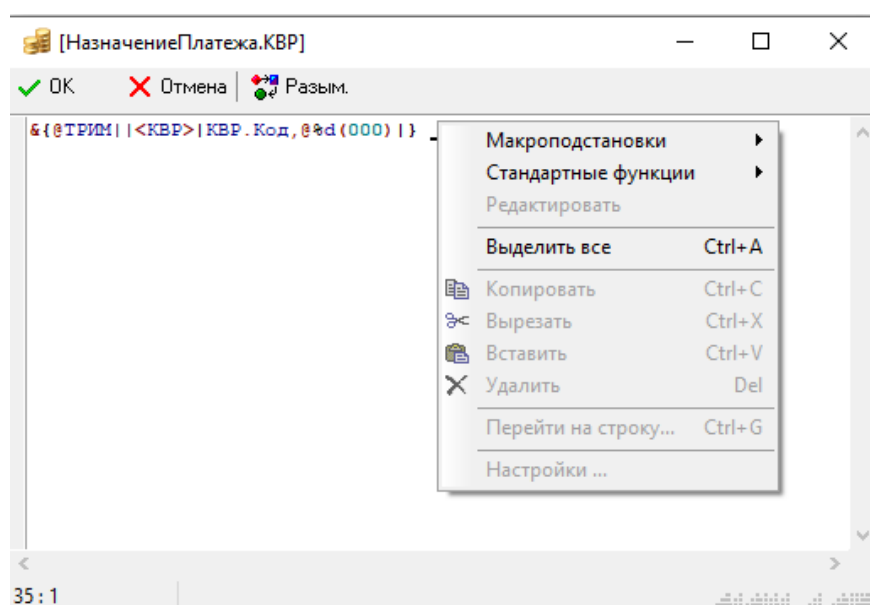 [НазначениеПлатежа.КВР]
OK Отмена Разым.
&{@ТРИМ||<КВР>|КВР.Код,@%d(000)|}
Макроподстановки
Стандартные функции
Редактировать
Выделить все Ctrl+A
Копировать Ctrl+C
Вырезать Ctrl+X
Вставить Ctrl+V
Удалить Del
Перейти на строку... Ctrl+G
Настройки ...
35:1